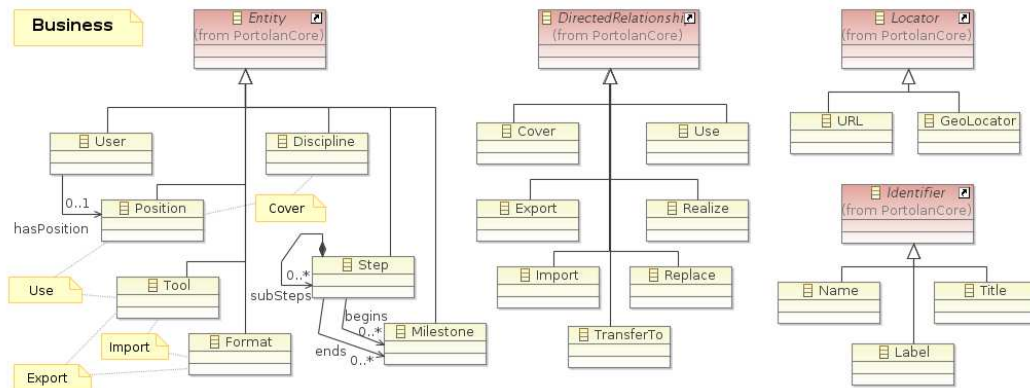 Business
Entity
(from PortolanCore)
User
Discipline
0..1
hasPosition
Position
Cover
Use
Tool
Import
Export
Format
Step
0..*
subSteps
begins
0..*
ends
0..*
Milestone
DirectedRelationshi
(from PortolanCore)
Cover
Use
Export
Realize
Import
Replace
TransferTo
Locator
(from PortolanCore)
URL
GeoLocator
Identifier
(from PortolanCore)
Name
Title
Label